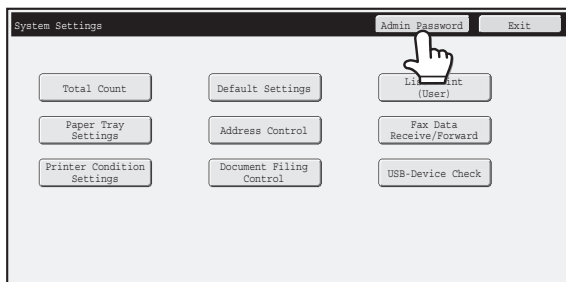 System Settings
Admin Password
Exit
Total Count
Default Settings
(User)
Paper Tray
Settings
Address Control
Fax Data
Receive/Forward
Printer Condition
Settings
Document Filing
Control
USB-Device Check